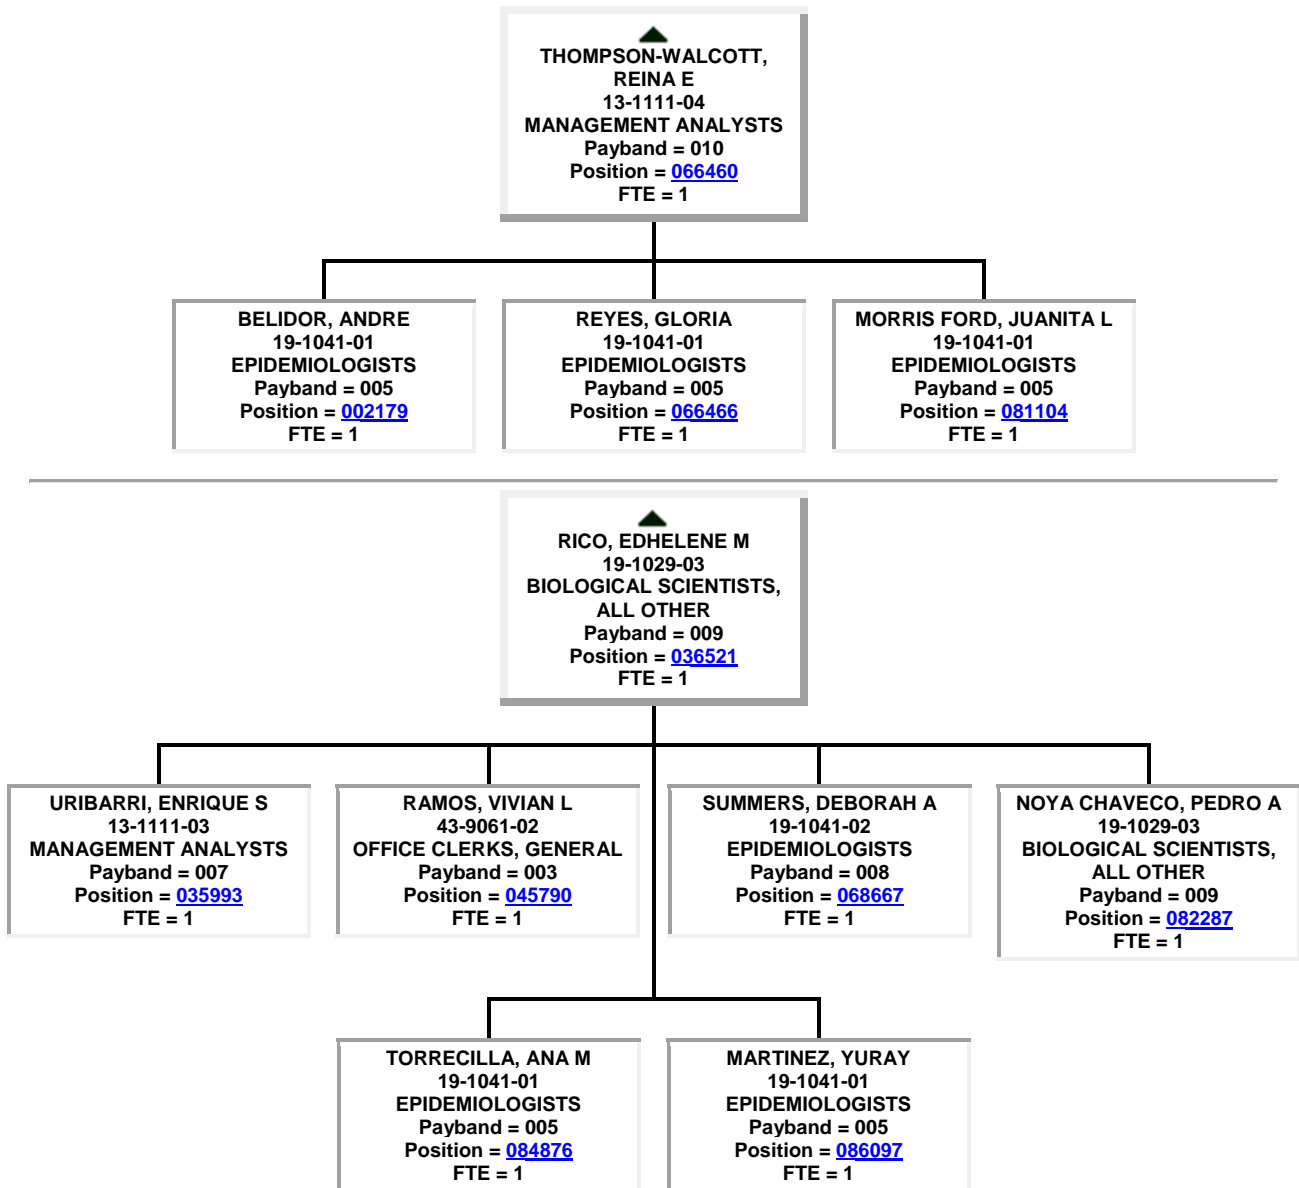 THOMPSON-WALCOTT,
REINA E
13-1111-04
MANAGEMENT ANALYSTS
Payband = 010
Position = 066460
FTE = 1
BELIDOR, ANDRE
19-1041-01
EPIDEMIOLOGISTS
Payband = 005
Position = 002179
FTE = 1
REYES, GLORIA
19-1041-01
EPIDEMIOLOGISTS
Payband = 005
Position = 066466
FTE = 1
MORRIS FORD, JUANITA L
19-1041-01
EPIDEMIOLOGISTS
Payband = 005
Position = 081104
FTE = 1
RICO, EDHELENE M
19-1029-03
BIOLOGICAL SCIENTISTS,
ALL OTHER
Payband = 009
Position = 036521
FTE = 1
URIBARRI, ENRIQUE S
13-1111-03
MANAGEMENT ANALYSTS
Payband = 007
Position = 035993
FTE = 1
RAMOS, VIVIAN L
43-9061-02
OFFICE CLERKS, GENERAL
Payband = 003
Position = 045790
FTE = 1
SUMMERS, DEBORAH A
19-1041-02
EPIDEMIOLOGISTS
Payband = 008
Position = 068667
FTE = 1
NOYA CHAVECO, PEDRO A
19-1029-03
BIOLOGICAL SCIENTISTS,
ALL OTHER
Payband = 009
Position = 082287
FTE = 1
TORRECILLA, ANA M
19-1041-01
EPIDEMIOLOGISTS
Payband = 005
Position = 084876
FTE = 1
MARTINEZ, YURAY
19-1041-01
EPIDEMIOLOGISTS
Payband = 005
Position = 086097
FTE = 1